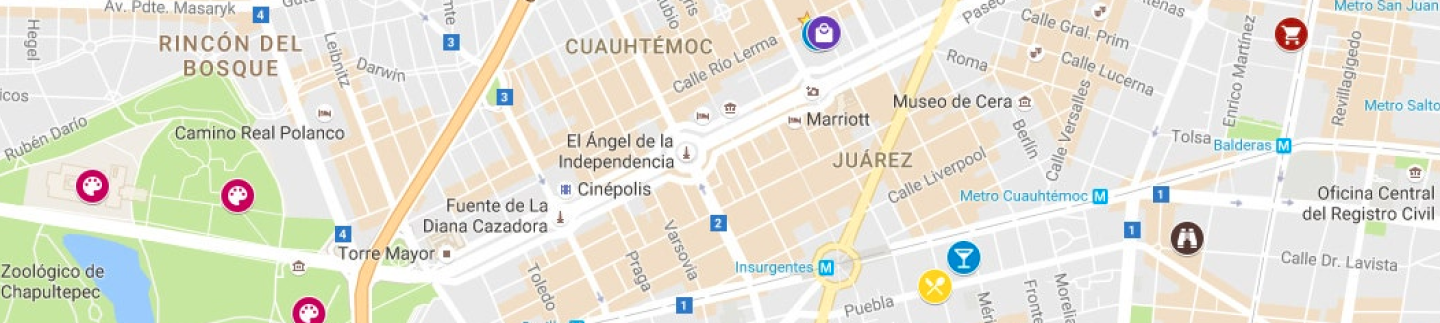 Av. Pdte. Masaryk
4
Hegel
RINCÓN DEL
BOSQUE
Leibnitz
Darwin
3
3
CUAUHTÉMOC
Calle Río Lerma
Paseo
Calle Gral. Prim
Roma
Calle Lucerna
Enrico Martínez
Metro San Juan
Revillagigedo
Metro Salto
Rubén Darío
Camino Real Polanco
El Ángel de la
Independencia
Cinépolis
Marriott
Museo de Cera
JUÁREZ
Berlín
Calle Versalles
Tolsa
Balderas M
Calle Liverpool
Metro Cuauhtémoc M
1
1
Oficina Central
del Registro Civil
Fuente de La
Diana Cazadora
4
Torre Mayor
2
Varsovia
Praga
Toledo
Insurgentes M
1
Puebla
Morelia
Calle Dr. Lavista
Zoológico de
Chapultepec